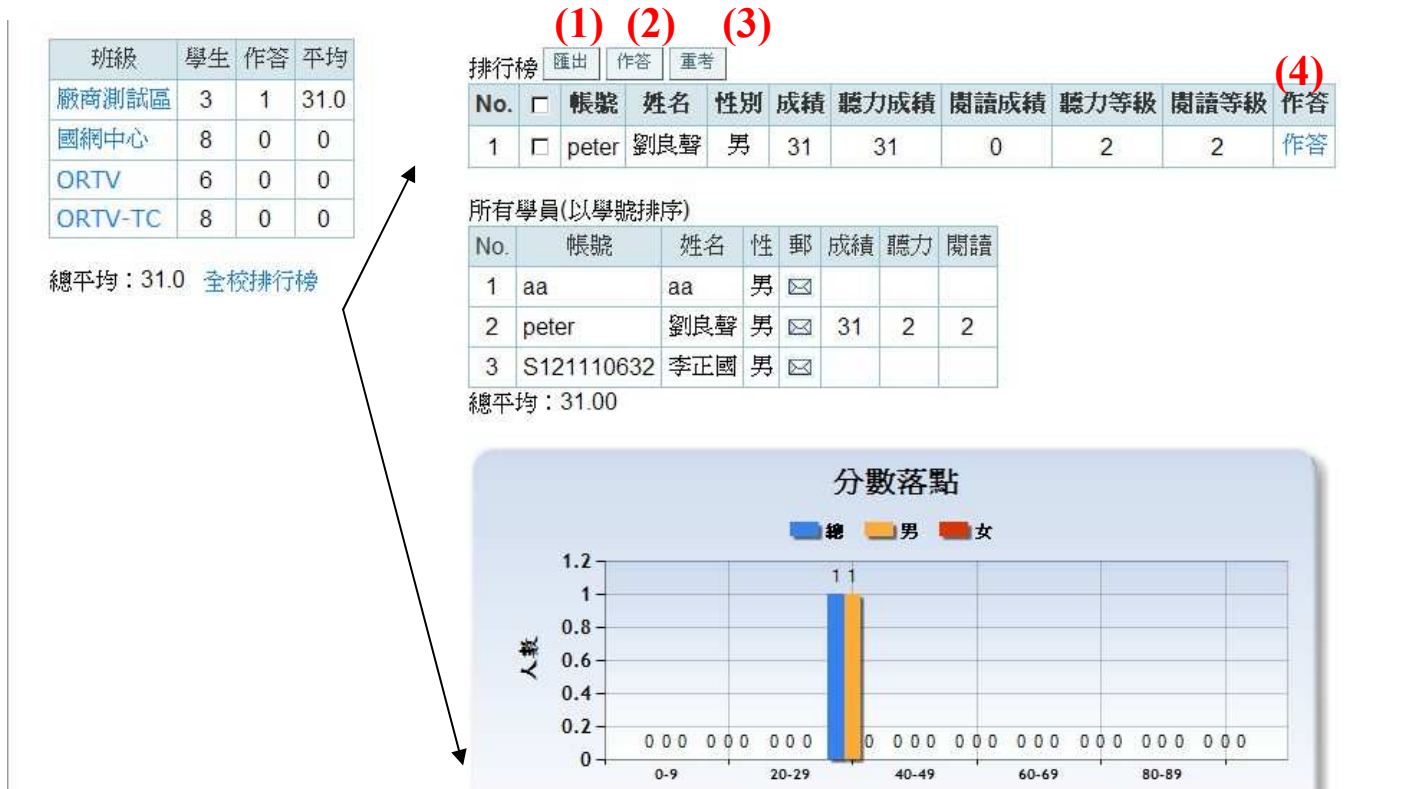 班級 學生 作答 平均
廠商測試區 3 1 31.0
國網中心 8 0 0
ORTV 6 0 0
ORTV-TC 8 0 0
總平均：31.0 全校排行榜
(1) (2) (3)
排行榜 匯出 作答 重考
(4)
No. 帳號 姓名 性別 成績 聽力成績 閱讀成績 聽力等級 閱讀等級 作答
1 peter 劉良聲 男 31 31 0 2 2 作答
所有學員(以學號排序)
No. 帳號 姓名 性 郵 成績 聽力 閱讀
1 aa aa 男
2 peter 劉良聲 男 31 2 2
3 S121110632 李正國 男
總平均：31.00
分數落點
總 男 女
1.2
1 1
1
0.8
人數
0.6
0.4
0.2
0 0 0 0 0 0 0 0 0 0 0 0 0 0 0 0 0 0 0 0 0 0 0 0 0 0 0 0
0
0-9 20-29 40-49 60-69 80-89